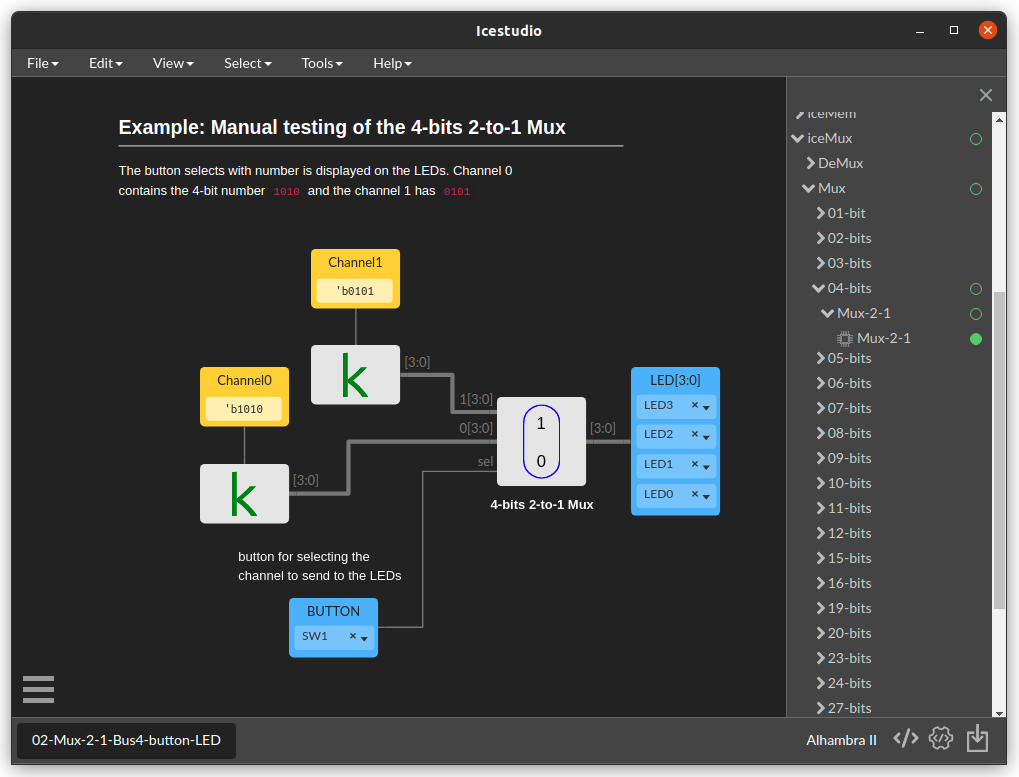 Icestudio
File Edit View Select Tools Help
Example: Manual testing of the 4-bits 2-to-1 Mux
The button selects with number is displayed on the LEDs. Channel 0
contains the 4-bit number 1010 and the channel 1 has 0101
Channel1
'b0101
k
[3:0]
Channel0
'b1010
k
[3:0]
1[3:0]
0[3:0]
sel
1
0
[3:0]
4-bits 2-to-1 Mux
LED[3:0]
LED3
LED2
LED1
LED0
button for selecting the
channel to send to the LEDs
BUTTON
SW1
iceMem
iceMux
DeMux
Mux
01-bit
02-bits
03-bits
04-bits
Mux-2-1
Mux-2-1
05-bits
06-bits
07-bits
08-bits
09-bits
10-bits
11-bits
12-bits
15-bits
16-bits
19-bits
20-bits
23-bits
24-bits
27-bits
02-Mux-2-1-Bus4-button-LED
Alhambra II